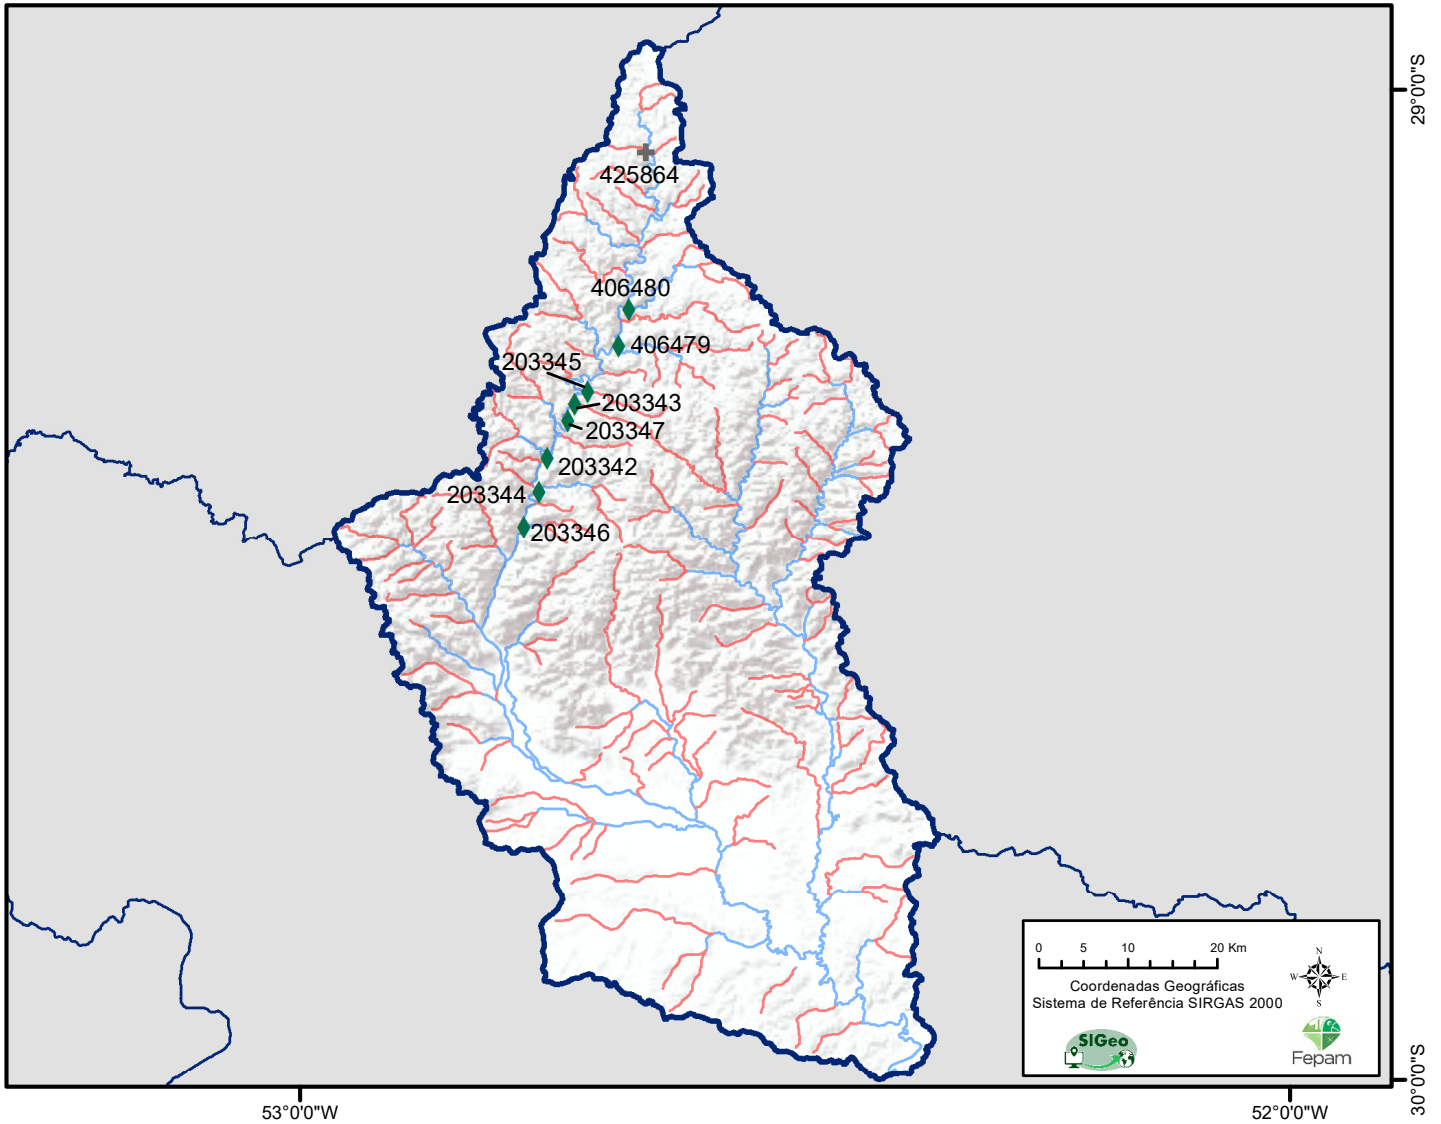 29°0'0"S
425864
406480
406479
203345
203343
203347
203342
203344
203346
0 5 10 20 Km
N
W E
S
Coordenadas Geográficas
Sistema de Referência SIRGAS 2000
SIGeo
Fepam
30°0'0"S
53°0'0"W
52°0'0"W